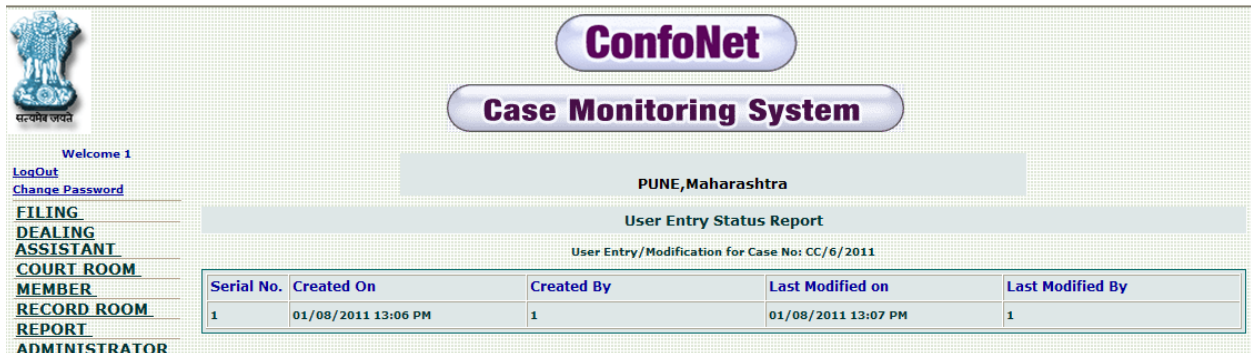 ConfoNet
Case Monitoring System
सत्यमेव जयते
Welcome 1
LogOut
Change Password
FILING
DEALING
ASSISTANT
COURT ROOM
MEMBER
RECORD ROOM
REPORT
ADMINISTRATOR
PUNE,Maharashtra
User Entry Status Report
User Entry/Modification for Case No: CC/6/2011
Serial No. Created On Created By Last Modified on Last Modified By
1 01/08/2011 13:06 PM 1 01/08/2011 13:07 PM 1